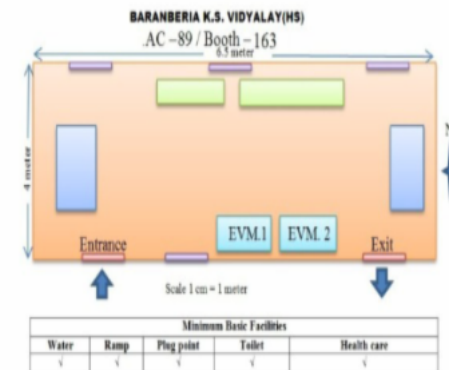 BARANBERIA K.S. VIDYALAY(HS)
AC –89 / Booth –163
6.5 meter
4 meter
EVM.1 EVM. 2
Entrance Exit
Scale 1 cm = 1 meter
Minimum Basic Facilities
Water Ramp Plug point Toilet Health care
√ √ √ √ √